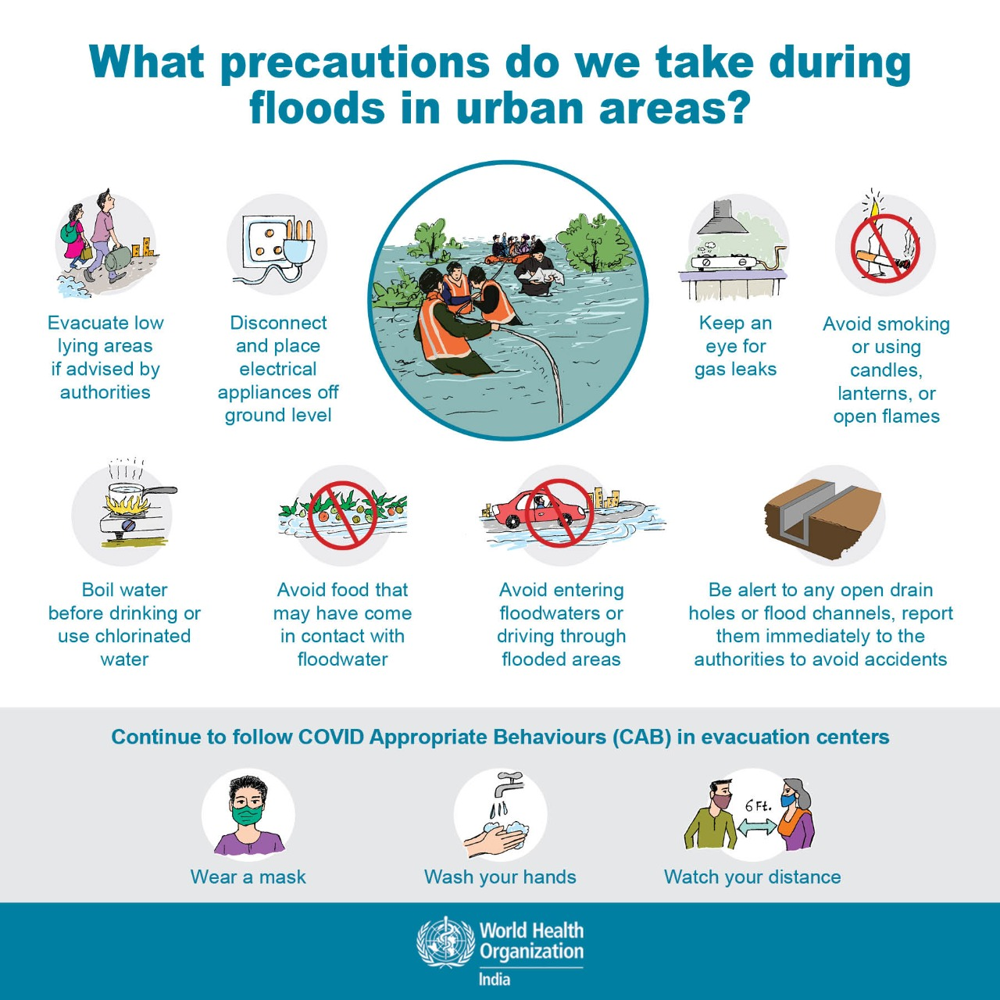 What precautions do we take during
floods in urban areas?
Evacuate low
lying areas
if advised by
authorities
Disconnect
and place
electrical
appliances off
ground level
Keep an
eye for
gas leaks
Avoid smoking
or using
candles,
lanterns, or
open flames
Boil water
before drinking or
use chlorinated
water
Avoid food that
may have come
in contact with
floodwater
Avoid entering
floodwaters or
driving through
flooded areas
Be alert to any open drain
holes or flood channels, report
them immediately to the
authorities to avoid accidents
Continue to follow COVID Appropriate Behaviours (CAB) in evacuation centers
6 Ft.
Wear a mask
Wash your hands
Watch your distance
World Health
Organization
India